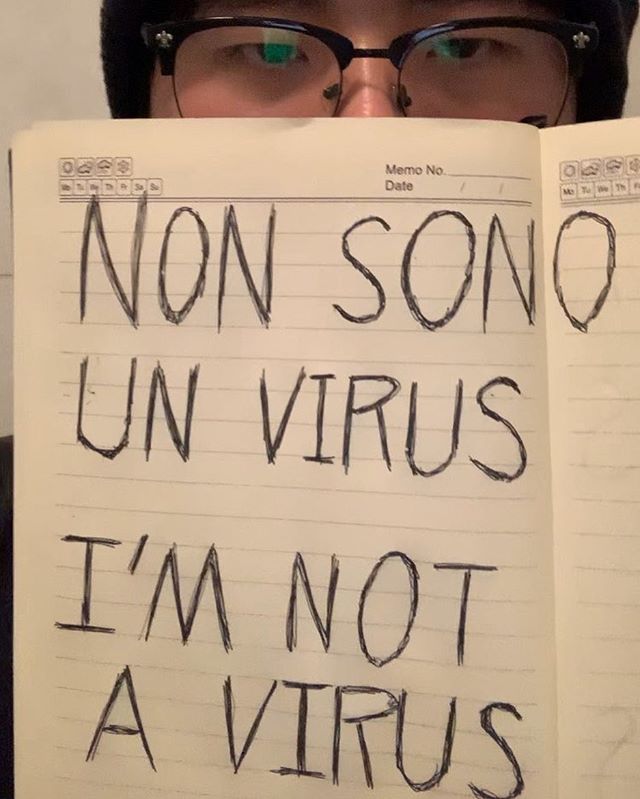 Memo No.
Date / /
Mo Tu We Th Fr Sa Su
Mo Tu We Th
NON SONO
UN VIRUS
I'M NOT
A VIRUS